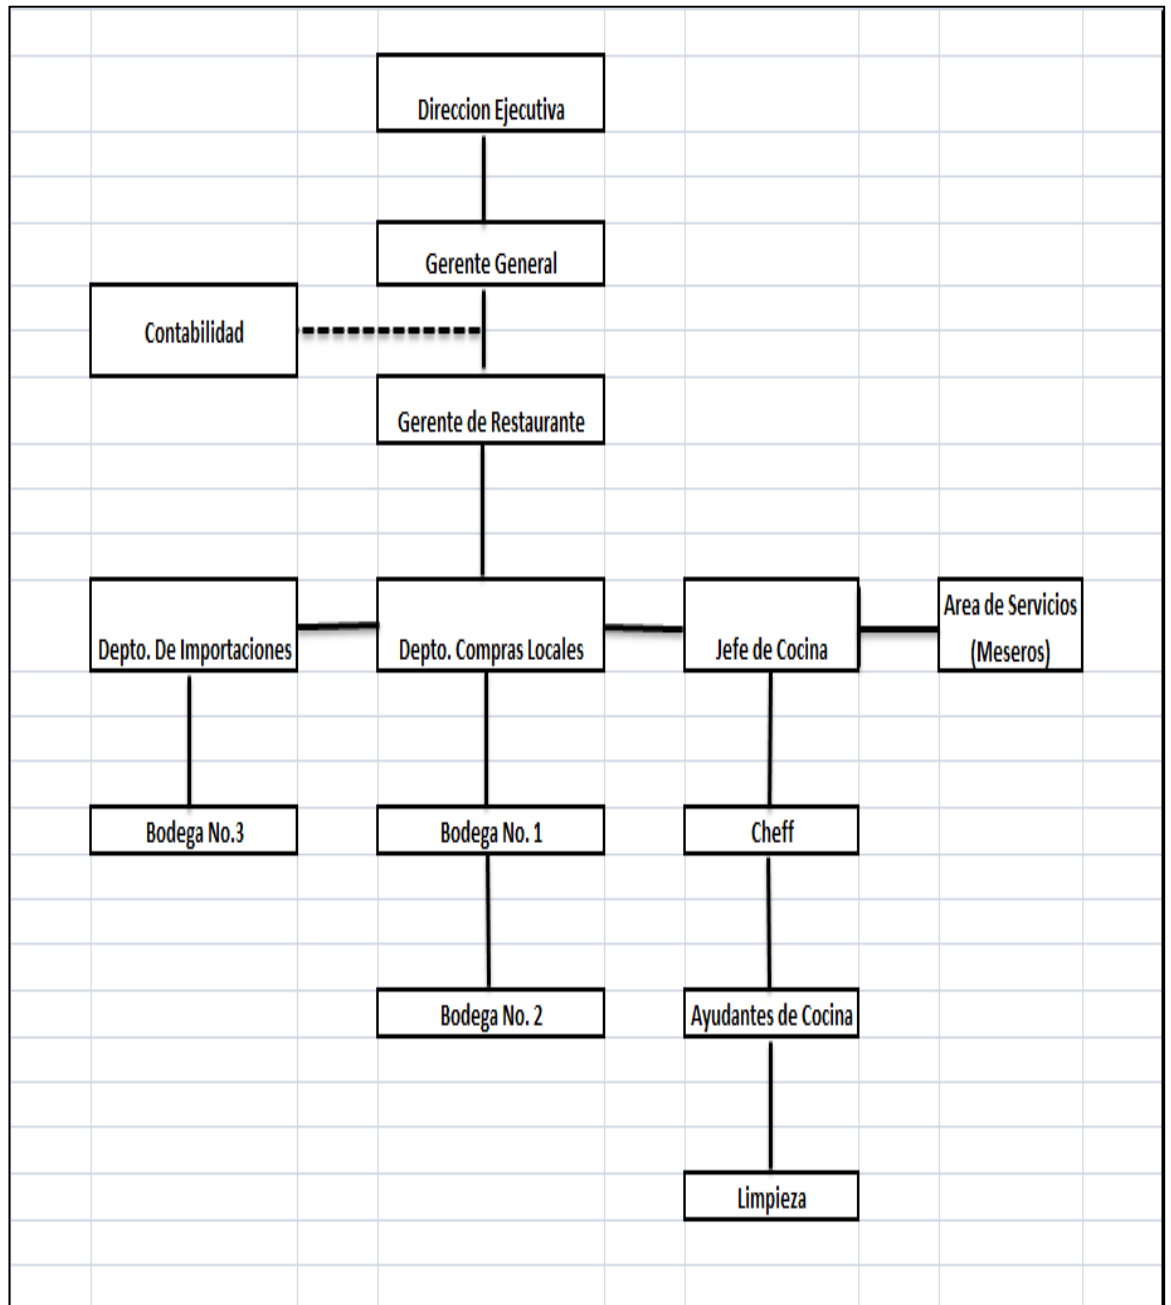 Direccion Ejecutiva
Gerente General
Contabilidad
Gerente de Restaurante
Depto. De Importaciones
Depto. Compras Locales
Jefe de Cocina
Area de Servicios
(Meseros)
Bodega No.3
Bodega No. 1
Cheff
Bodega No. 2
Ayudantes de Cocina
Limpieza